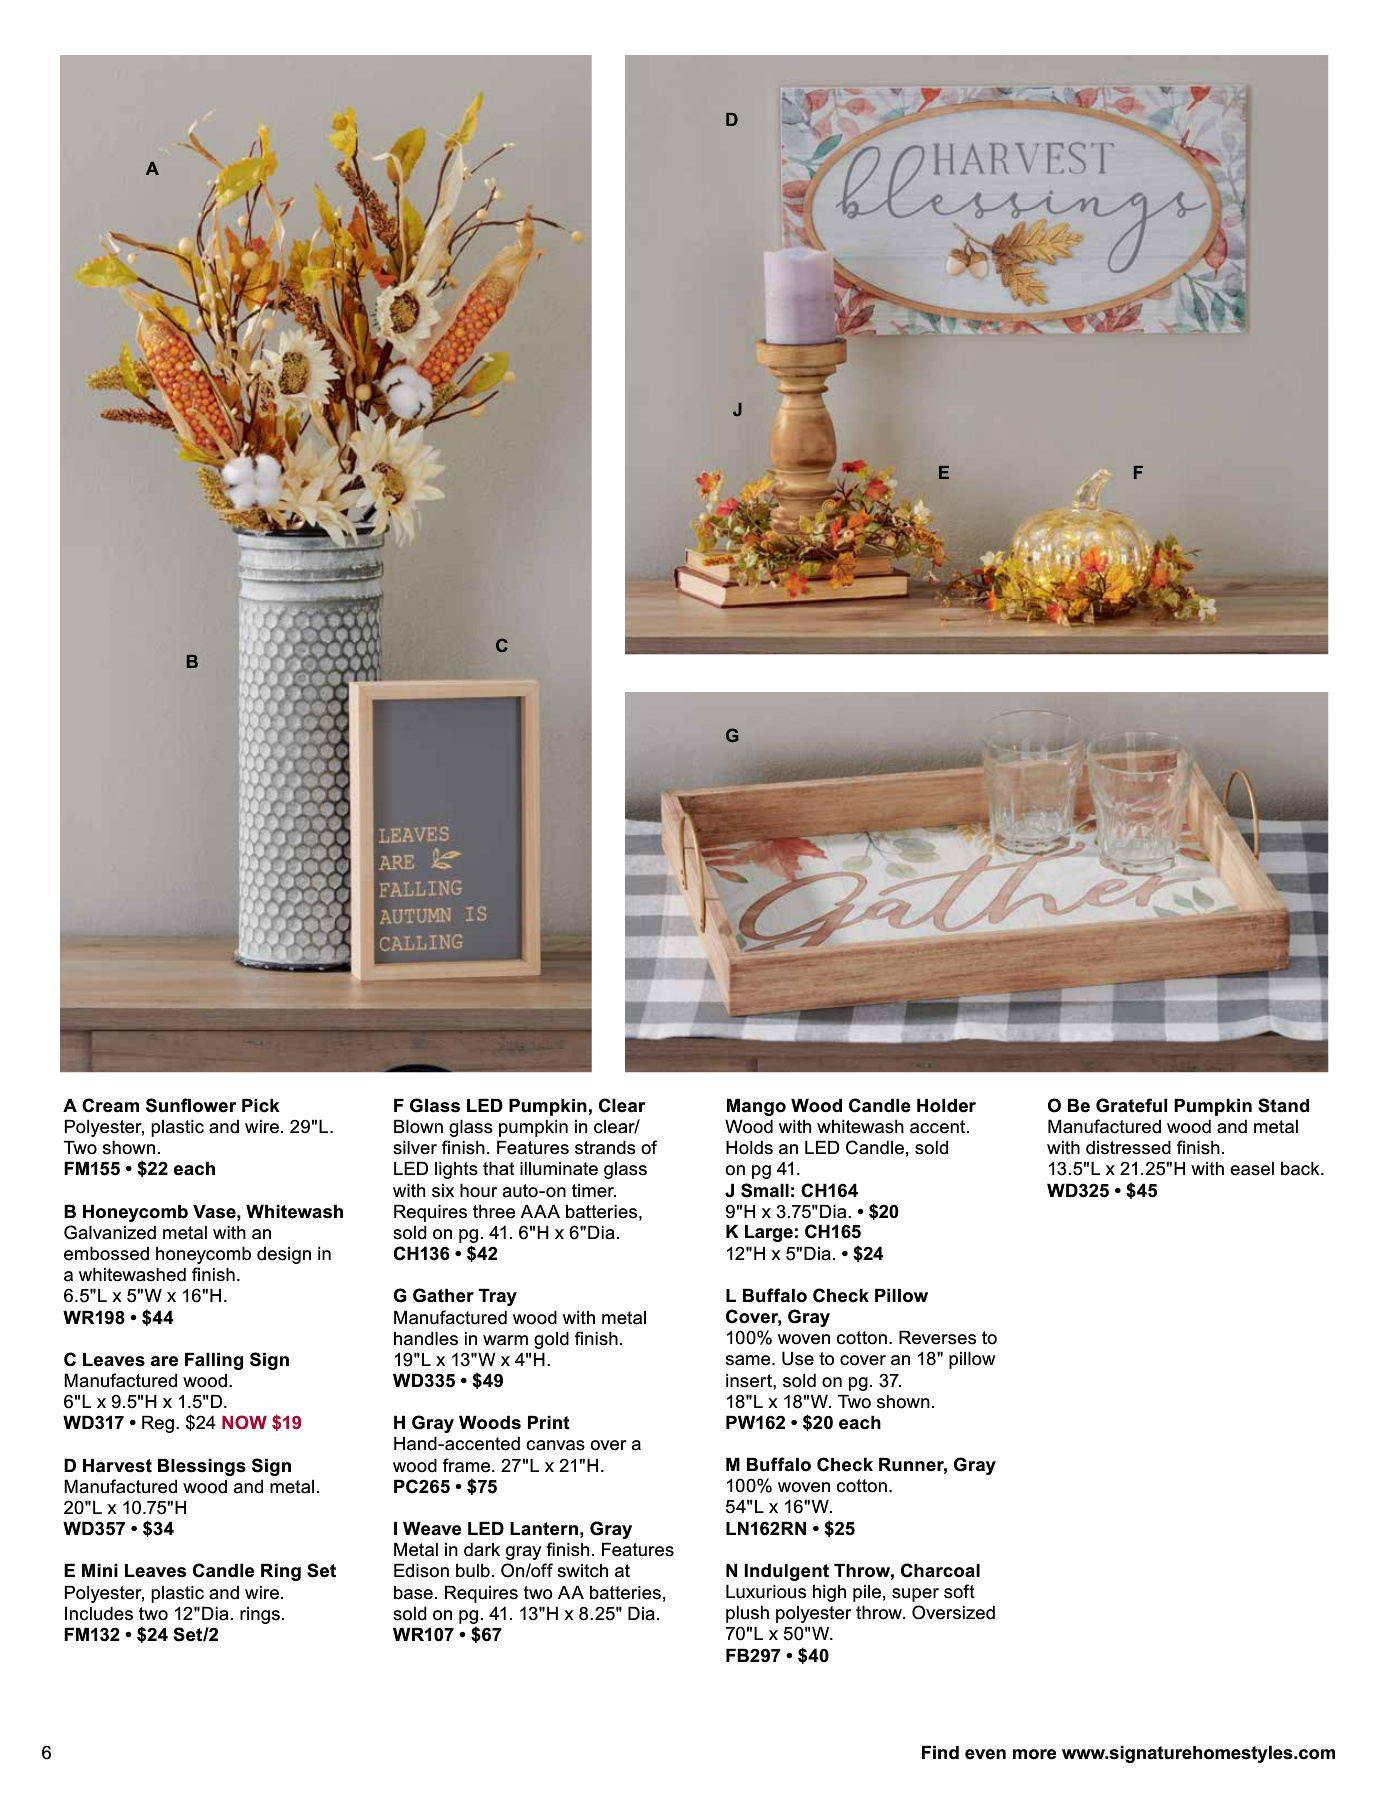 A
B
C
LEAVES
ARE
FALLING
AUTUMN IS
CALLING
D
HARVEST
blessings
J
E
F
G
Gather
A Cream Sunflower Pick
Polyester, plastic and wire. 29"L.
Two shown.
FM155 • $22 each
B Honeycomb Vase, Whitewash
Galvanized metal with an
embossed honeycomb design in
a whitewashed finish.
6.5"L x 5"W x 16"H.
WR198 • $44
C Leaves are Falling Sign
Manufactured wood.
6"L x 9.5"H x 1.5"D.
WD317 • Reg. $24 NOW $19
D Harvest Blessings Sign
Manufactured wood and metal.
20"L x 10.75"H
WD357 • $34
E Mini Leaves Candle Ring Set
Polyester, plastic and wire.
Includes two 12"Dia. rings.
FM132 • $24 Set/2
F Glass LED Pumpkin, Clear
Blown glass pumpkin in clear/
silver finish. Features strands of
LED lights that illuminate glass
with six hour auto-on timer.
Requires three AAA batteries,
sold on pg. 41. 6"H x 6"Dia.
CH136 • $42
G Gather Tray
Manufactured wood with metal
handles in warm gold finish.
19"L x 13"W x 4"H.
WD335 • $49
H Gray Woods Print
Hand-accented canvas over a
wood frame. 27"L x 21"H.
PC265 • $75
I Weave LED Lantern, Gray
Metal in dark gray finish. Features
Edison bulb. On/off switch at
base. Requires two AA batteries,
sold on pg. 41. 13"H x 8.25" Dia.
WR107 • $67
Mango Wood Candle Holder
Wood with whitewash accent.
Holds an LED Candle, sold
on pg 41.
J Small: CH164
9"H x 3.75"Dia. • $20
K Large: CH165
12"H x 5"Dia. • $24
L Buffalo Check Pillow
Cover, Gray
100% woven cotton. Reverses to
same. Use to cover an 18" pillow
insert, sold on pg. 37.
18"L x 18"W. Two shown.
PW162 • $20 each
M Buffalo Check Runner, Gray
100% woven cotton.
54"L x 16"W.
LN162RN • $25
N Indulgent Throw, Charcoal
Luxurious high pile, super soft
plush polyester throw. Oversized
70"L x 50"W.
FB297 • $40
O Be Grateful Pumpkin Stand
Manufactured wood and metal
with distressed finish.
13.5"L x 21.25"H with easel back.
WD325 • $45
6
Find even more www.signaturehomestyles.com